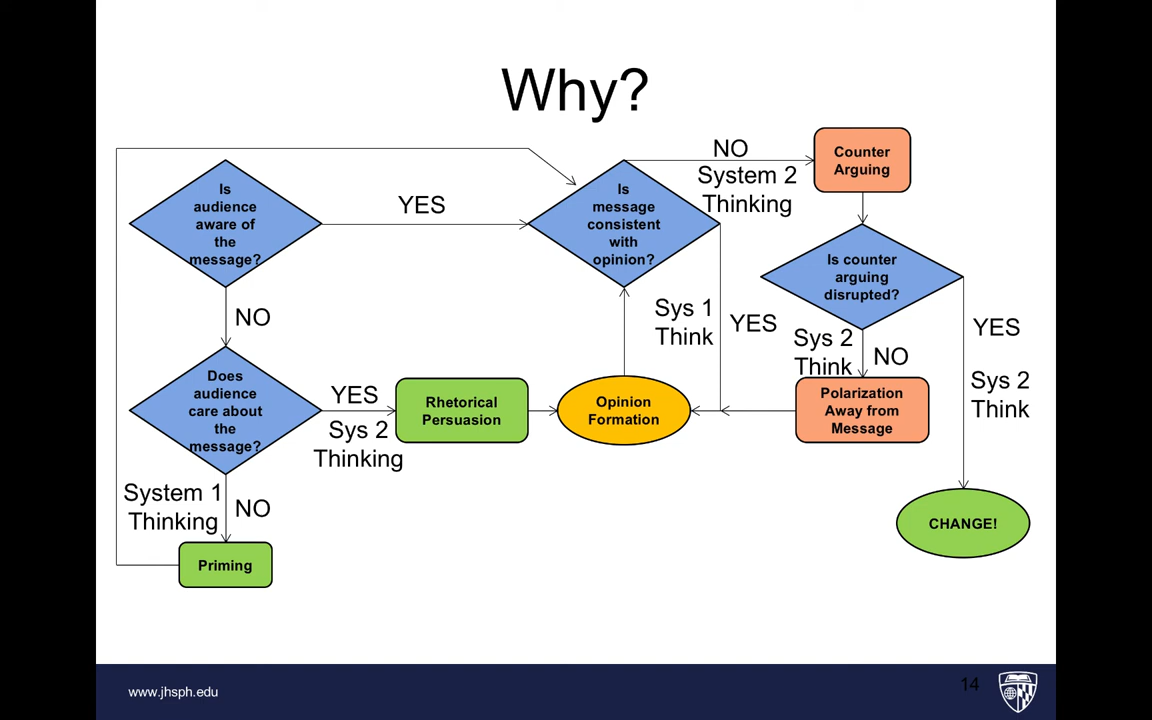 Why?
Is
audience
aware of
the
message?
YES
Is
message
consistent
with
opinion?
NO
System 2
Thinking
Counter
Arguing
Is counter
arguing
disrupted?
NO
Does
audience
care about
the
message?
YES
Sys 2
Thinking
Rhetorical
Persuasion
Opinion
Formation
Sys 1
Think
YES
Sys 2
Think
NO
Polarization
Away from
Message
YES
Sys 2
Think
CHANGE!
System 1
Thinking
NO
Priming
www.jhsph.edu
14